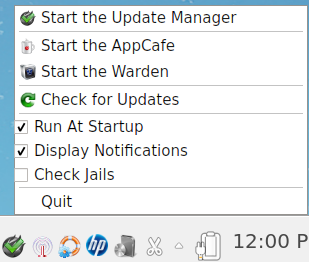 Start the Update Manager
Start the AppCafe
Start the Warden
Check for Updates
Run At Startup
Display Notifications
Check Jails
Quit
hp
12:00 P